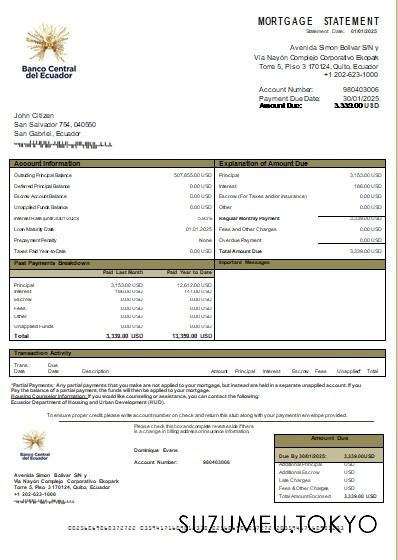 MORTGAGE STATEMENT
Statement Date: 01/01/2025
Banco Central
del Ecuador
Avenida Simon Bolivar S/N y
Via Nayón Complejo Corporativo Ekopark
Torre 5, Piso 3 170124, Quito, Ecuador
+1 202-623-1000
Account Number: 980403006
Payment Due Date: 30/01/2025
Amount Due: 3,339.00 USD
John Citizen
San Salvador 754, 040550
San Gabriel, Ecuador
Account Information
Outstanding Principal Balance 507,855.00 USD
Deferred Principal Balance 0.00 USD
Escrow Account Balance 0.00 USD
Unapplied Funds Balance 0.00 USD
Loan Maturity Date 01.01.2025
Prepayment Penalty None
Taxes Paid Year-to-Date 0.00 USD
Explanation of Amount Due
Principal 3,153.00 USD
Interest 186.00 USD
Escrow (For Taxes and/or Insurance) 0.00 USD
Other 0.00 USD
Regular Monthly Payment 3,339.00 USD
Fees and Other Charges 0.00 USD
Overdue Payment 0.00 USD
Total Amount Due 3,339.00 USD
Past Payments Breakdown
Paid Last Month Paid Year to Date
Principal 3,153.00 USD 12,612.00 USD
Interest 186.00 USD 747.00 USD
Escrow 0.00 USD 0.00 USD
Fees 0.00 USD 0.00 USD
Other 0.00 USD 0.00 USD
Unapplied Funds 0.00 USD 0.00 USD
Total 3,339.00 USD 13,359.00 USD
Important Messages
Transaction Activity
Trans. Date Due Date Description Amount Principal Interest Escrow Fees Unapplied* Total
*Partial Payments: Any partial payments that you make are not applied to your mortgage, but instead are held in a separate unapplied account. If you
Pay the balance of a partial payment, the funds will then be applied to your mortgage.
Housing Counselor Information: If you would like counseling or assistance, you can contact the following:
Ecuador Department of Housing and Urban Development (HUD).
To ensure proper credit please write account number on check and return this stub along with your payment in envelope provided.
Banco Central
del Ecuador
Avenida Simon Bolivar S/N y
Via Nayón Complejo Corporativo Ekopark
Torre 5, Piso 3 170124, Quito, Ecuador
+1 202-623-1000
Please check this box and complete reverse if there
is a change in billing address or insurance information.
Dominique Evans
Account Number: 980403006
Amount Due
Due By 30/01/2025: 3,339.00 USD
Additional Principal USD
Additional Escrow USD
Late Charges USD
Fees & Other Charges USD
Total Amount Enclosed 3,339.00 USD
SUZUMEU.TOKYO